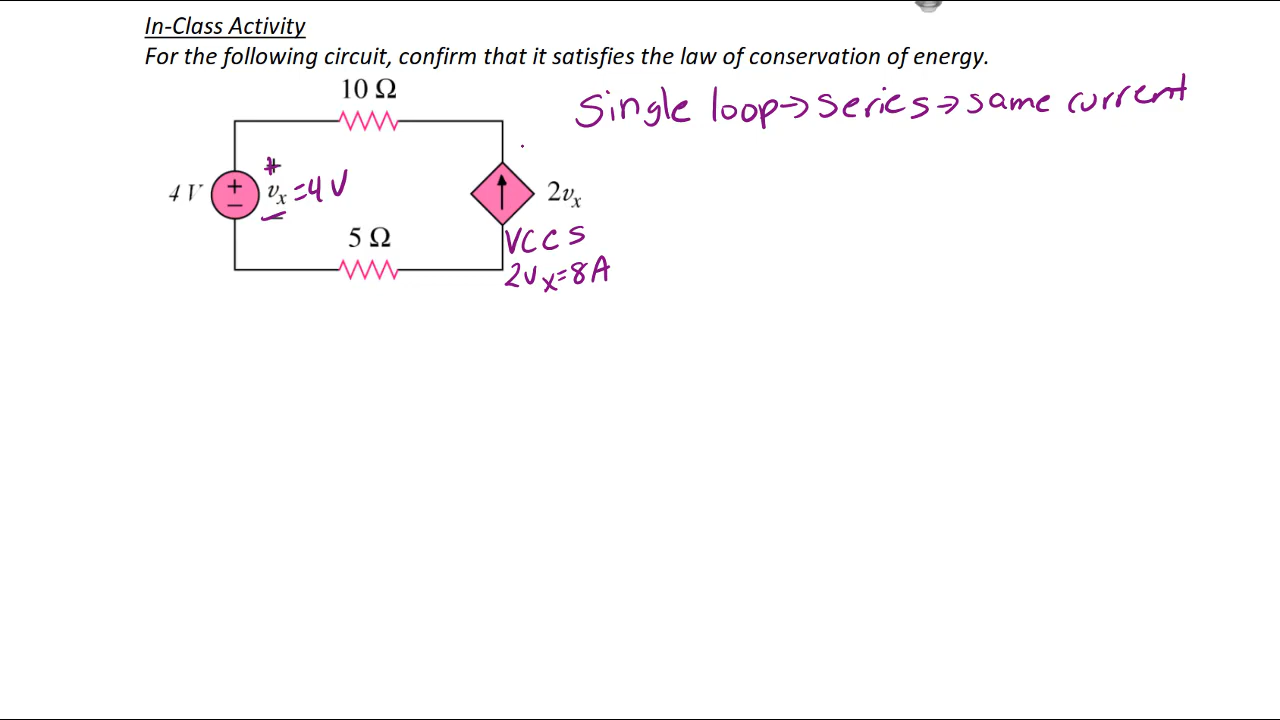 In-Class Activity
For the following circuit, confirm that it satisfies the law of conservation of energy.
10 Ω
Single loop→series→same current
4 V
+
−
+
vx =4 V
−
2vx
5 Ω
VCCS
2vx=8A